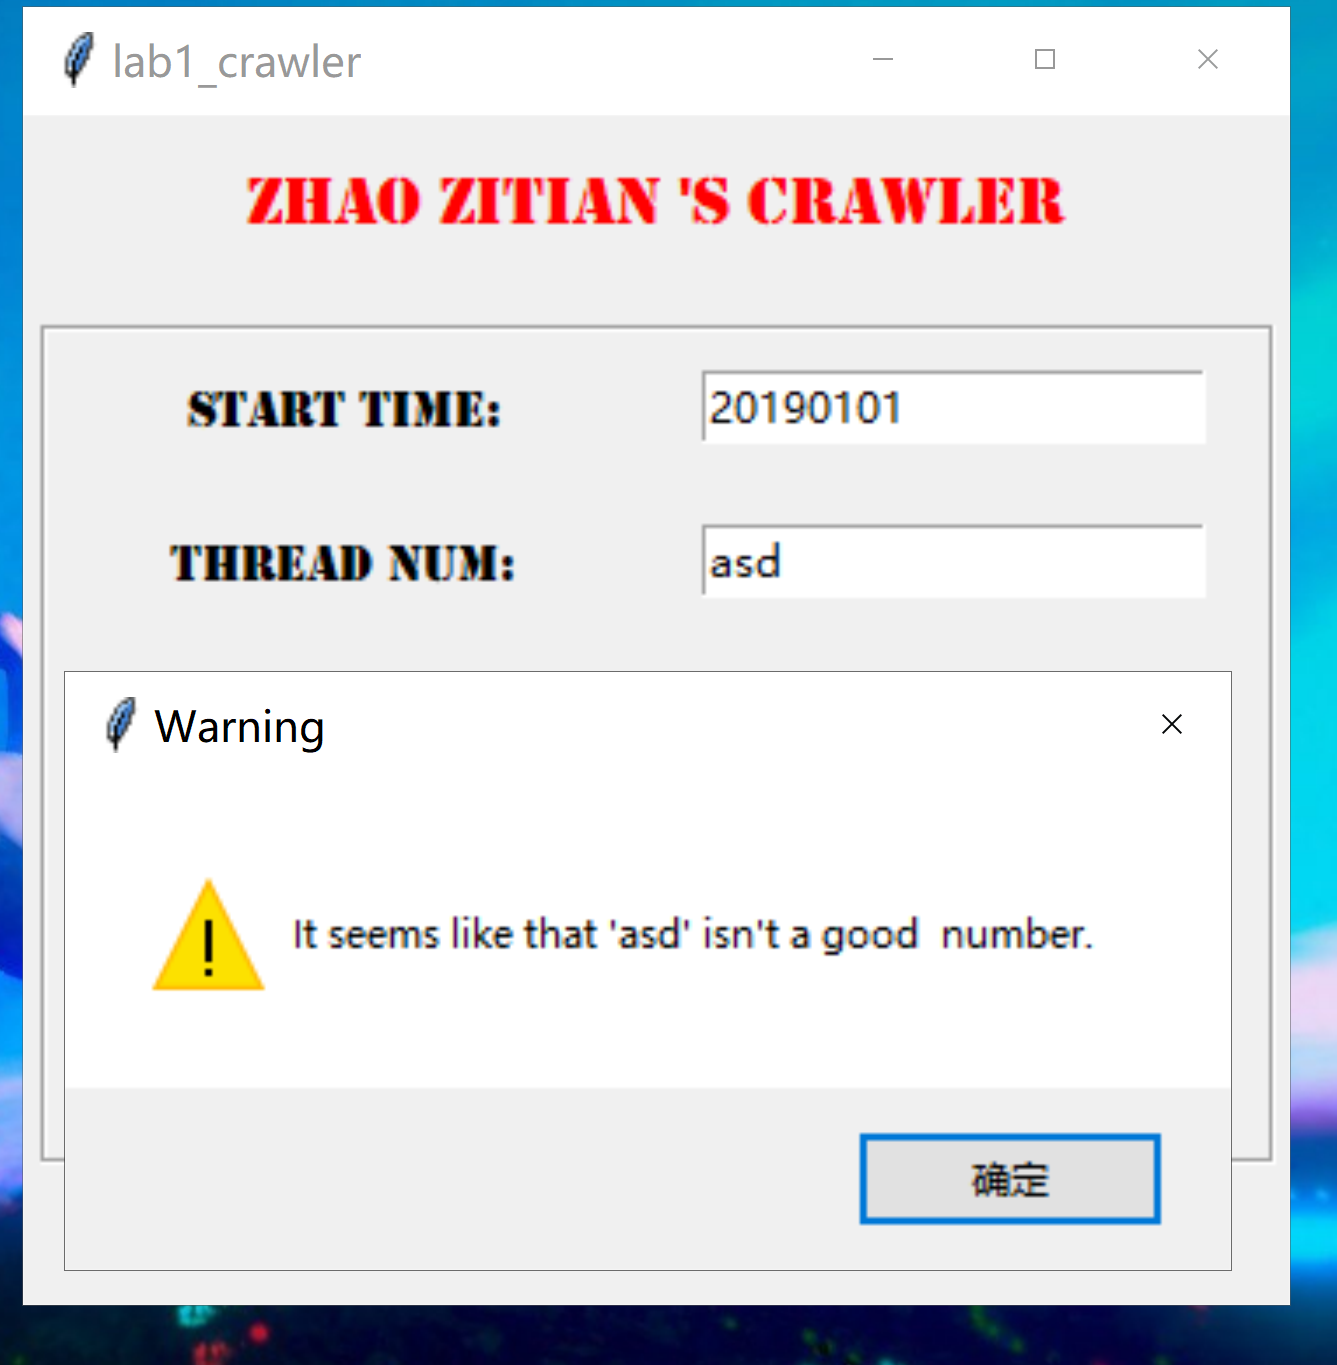 lab1_crawler
ZHAO ZITIAN 'S CRAWLER
START TIME:
20190101
THREAD NUM:
asd
Warning
It seems like that 'asd' isn't a good  number.
确定